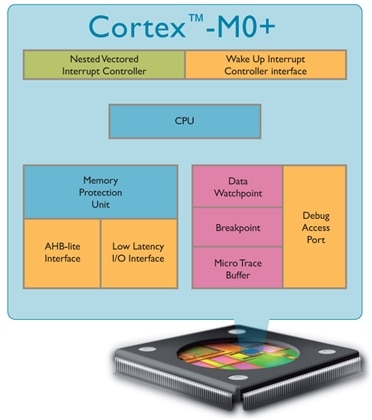 Cortex™-M0+
Nested Vectored
Interrupt Controller
Wake Up Interrupt
Controller interface
CPU
Memory
Protection
Unit
AHB-lite
Interface
Low Latency
I/O Interface
Data
Watchpoint
Breakpoint
Micro Trace
Buffer
Debug
Access
Port